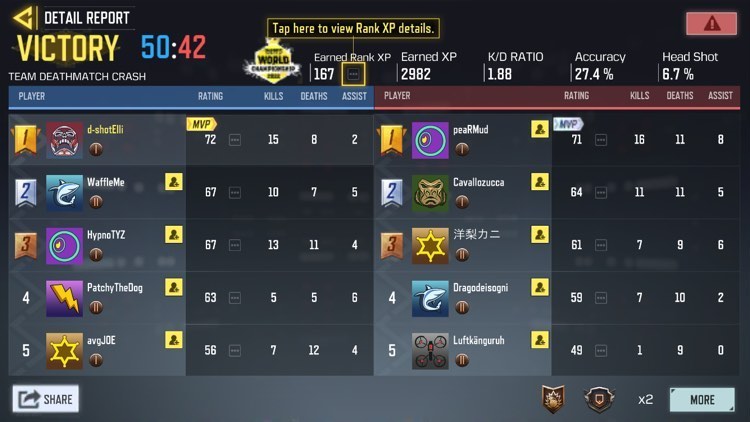 DETAIL REPORT
Tap here to view Rank XP details.
VICTORY 50:42
WORLD
CHAMPIONSHIP
Earned Rank XP Earned XP K/D RATIO Accuracy Head Shot
167 2982 1.88 27.4 % 6.7 %
TEAM DEATHMATCH CRASH
PLAYER RATING KILLS DEATHS ASSIST
1 d-shotElli MVP 72 15 8 2
2 WaffleMe 67 10 7 5
3 HypnoTYZ 67 13 11 4
4 PatchyTheDog 63 5 5 6
5 avgJOE 56 7 12 4
PLAYER RATING KILLS DEATHS ASSIST
1 peaRMud MVP 71 16 11 8
2 Cavallozucca 64 11 11 5
3 洋梨カニ 61 7 9 6
4 Dragodeisogni 59 7 10 2
5 Luftkänguruh 49 1 9 0
SHARE
x2
MORE